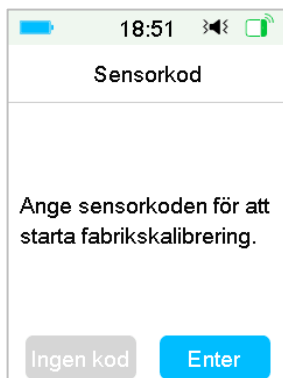 18:51
Sensorkod
Ange sensorkoden för att
starta fabrikskalibrering.
Ingen kod
Enter